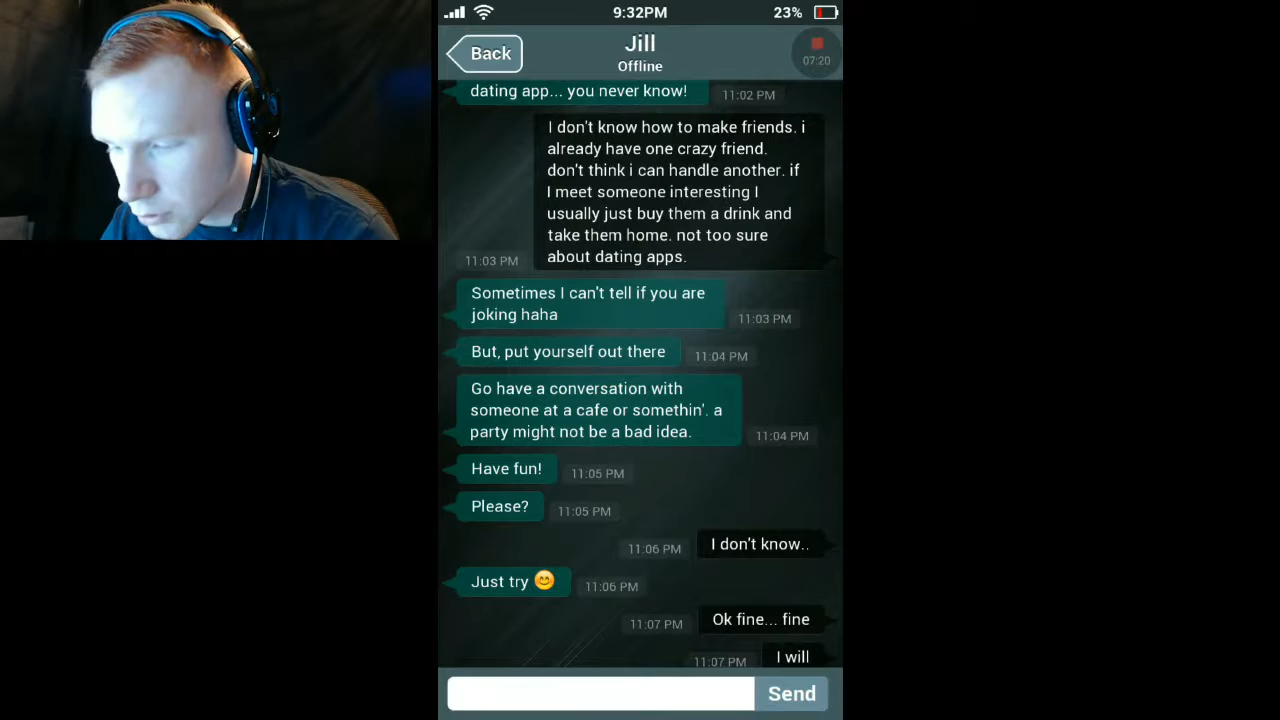 9:32PM
23%
Back
Jill
Offline
07:20
dating app... you never know!
11:02 PM
I don't know how to make friends. i
already have one crazy friend.
don't think i can handle another. if
I meet someone interesting I
usually just buy them a drink and
take them home. not too sure
about dating apps.
11:03 PM
Sometimes I can't tell if you are
joking haha
11:03 PM
But, put yourself out there
11:04 PM
Go have a conversation with
someone at a cafe or somethin'. a
party might not be a bad idea.
11:04 PM
Have fun!
11:05 PM
Please?
11:05 PM
I don't know..
11:06 PM
Just try 😊
11:06 PM
Ok fine... fine
11:07 PM
I will
11:07 PM
Send